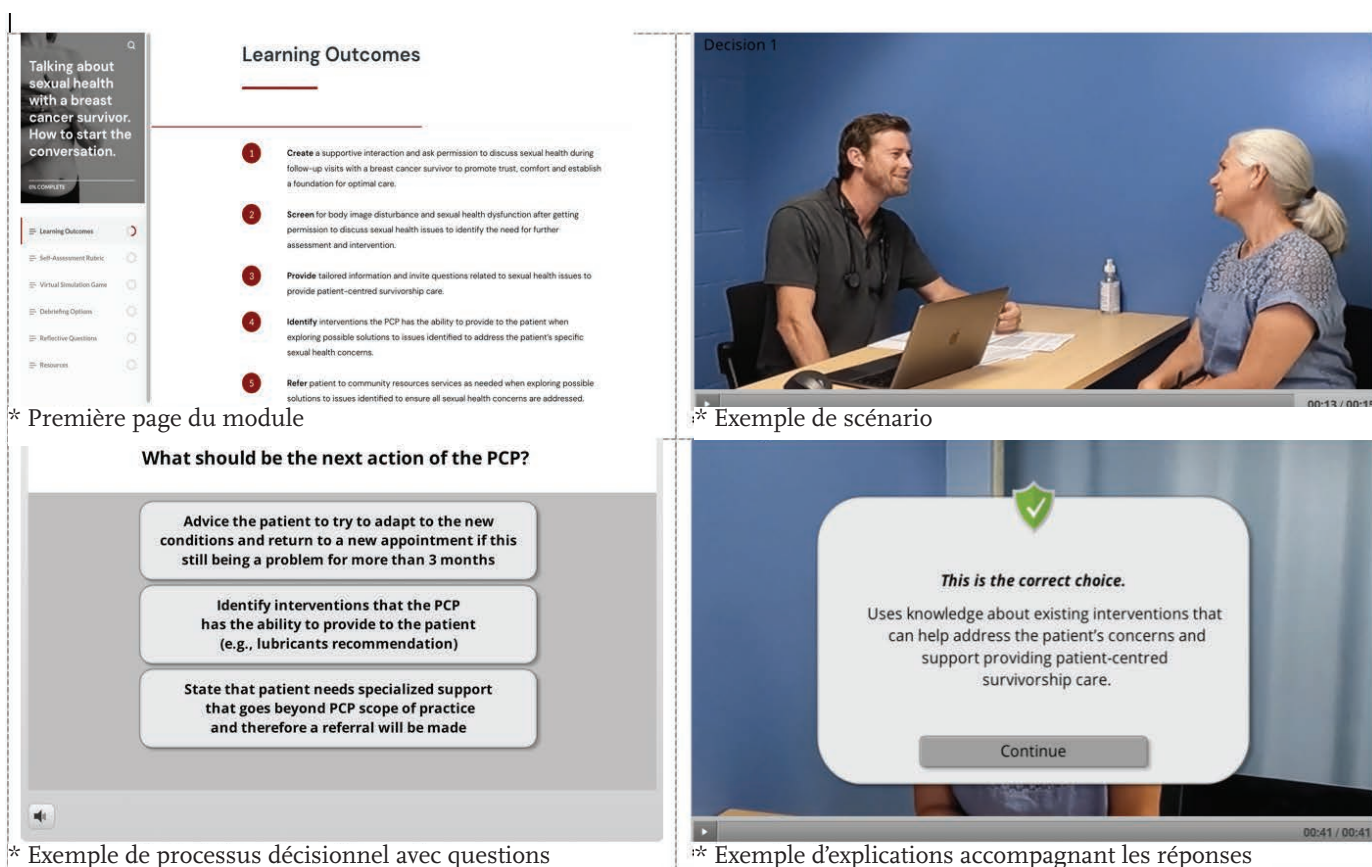 Talking about
sexual health
with a breast
cancer survivor.
How to start the
conversation.
0% COMPLETE
Learning Outcomes
Self-Assessment Rubric
Virtual Simulation Game
Debriefing Options
Reflective Questions
Resources
Learning Outcomes
1
Create a supportive interaction and ask permission to discuss sexual health during
follow-up visits with a breast cancer survivor to promote trust, comfort and establish
a foundation for optimal care.
2
Screen for body image disturbance and sexual health dysfunction after getting
permission to discuss sexual health issues to identify the need for further
assessment and intervention.
3
Provide tailored information and invite questions related to sexual health issues to
provide patient-centred survivorship care.
4
Identify interventions the PCP has the ability to provide to the patient when
exploring possible solutions to issues identified to address the patient's specific
sexual health concerns.
5
Refer patient to community resources services as needed when exploring possible
solutions to issues identified to ensure all sexual health concerns are addressed.
* Première page du module
Decision 1
00:13 / 00:15
* Exemple de scénario
What should be the next action of the PCP?
Advice the patient to try to adapt to the new
conditions and return to a new appointment if this
still being a problem for more than 3 months
Identify interventions that the PCP
has the ability to provide to the patient
(e.g., lubricants recommendation)
State that patient needs specialized support
that goes beyond PCP scope of practice
and therefore a referral will be made
* Exemple de processus décisionnel avec questions
This is the correct choice.
Uses knowledge about existing interventions that
can help address the patient's concerns and
support providing patient-centred
survivorship care.
Continue
00:41 / 00:41
* Exemple d'explications accompagnant les réponses